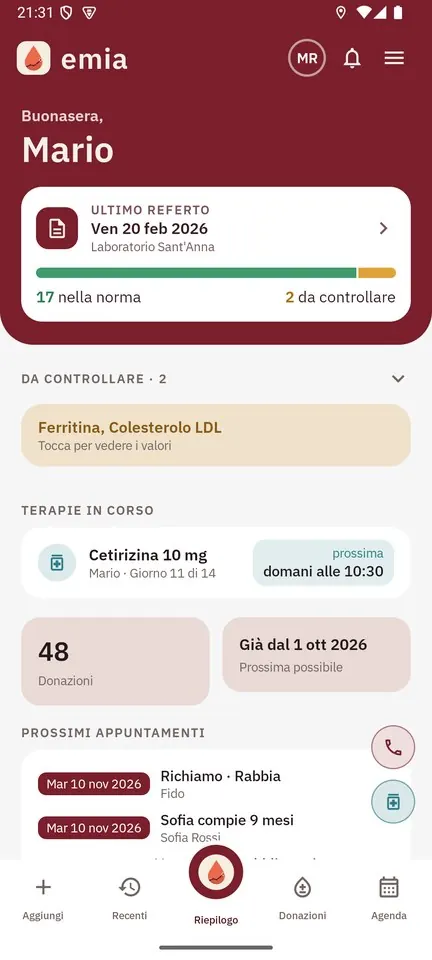 21:31
emia
MR
Buonasera,
Mario
ULTIMO REFERTO
Ven 20 feb 2026
Laboratorio Sant'Anna
17 nella norma
2 da controllare
DA CONTROLLARE · 2
Ferritina, Colesterolo LDL
Tocca per vedere i valori
TERAPIE IN CORSO
Cetirizina 10 mg
Mario · Giorno 11 di 14
prossima
domani alle 10:30
48
Donazioni
Già dal 1 ott 2026
Prossima possibile
PROSSIMI APPUNTAMENTI
Mar 10 nov 2026
Richiamo · Rabbia
Fido
Mar 10 nov 2026
Sofia compie 9 mesi
Sofia Rossi
Aggiungi
Recenti
Riepilogo
Donazioni
Agenda